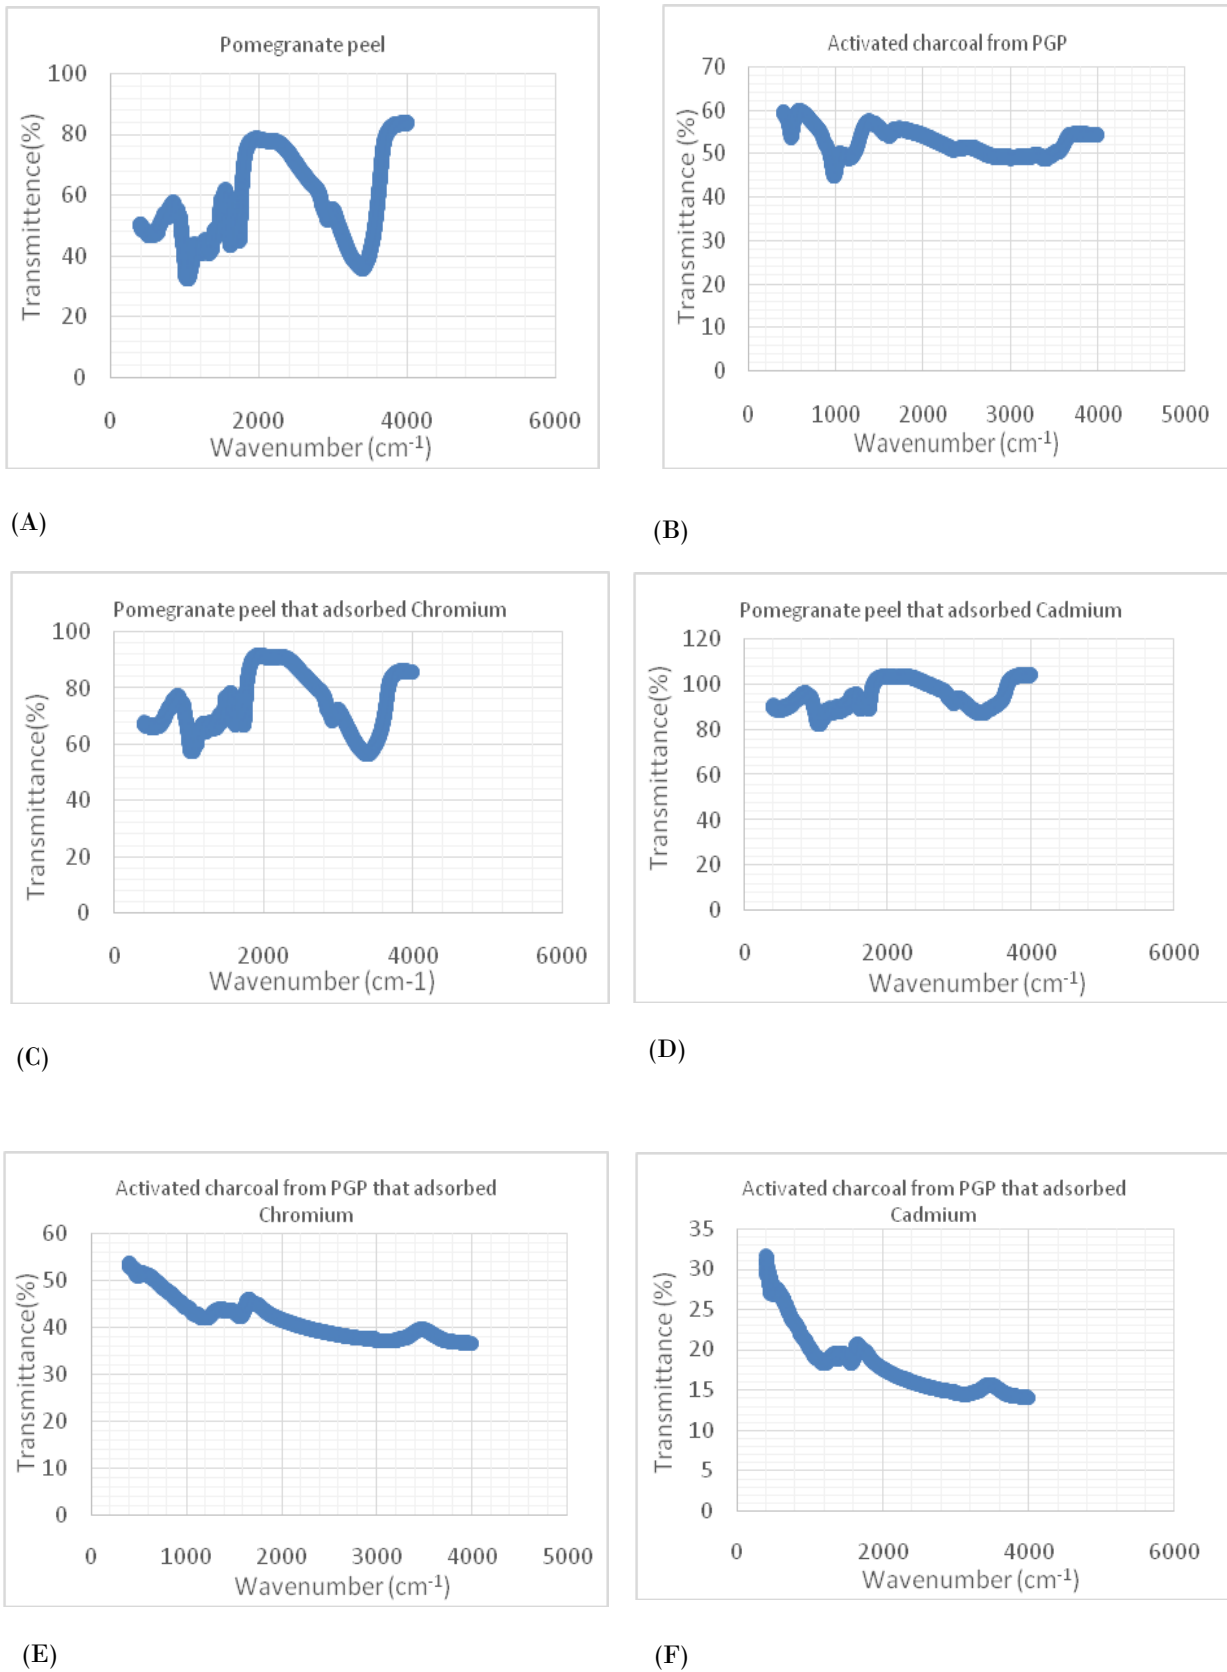 Pomegranate peel
Transmittence(%)
100
80
60
40
20
0
0 2000 4000 6000
Wavenumber (cm-1)
(A)
Activated charcoal from PGP
Transmittance (%)
70
60
50
40
30
20
10
0
0 1000 2000 3000 4000 5000
Wavenumber (cm-1)
(B)
Pomegranate peel that adsorbed Chromium
Transmittance(%)
100
80
60
40
20
0
0 2000 4000 6000
Wavenumber (cm-1)
(C)
Pomegranate peel that adsorbed Cadmium
Transmittance(%)
120
100
80
60
40
20
0
0 2000 4000 6000
Wavenumber (cm-1)
(D)
Activated charcoal from PGP that adsorbed
Chromium
Transmittance(%)
60
50
40
30
20
10
0
0 1000 2000 3000 4000 5000
Wavenumber (cm-1)
(E)
Activated charcoal from PGP that adsorbed
Cadmium
Transmittance (%)
35
30
25
20
15
10
5
0
0 2000 4000 6000
Wavenumber (cm-1)
(F)